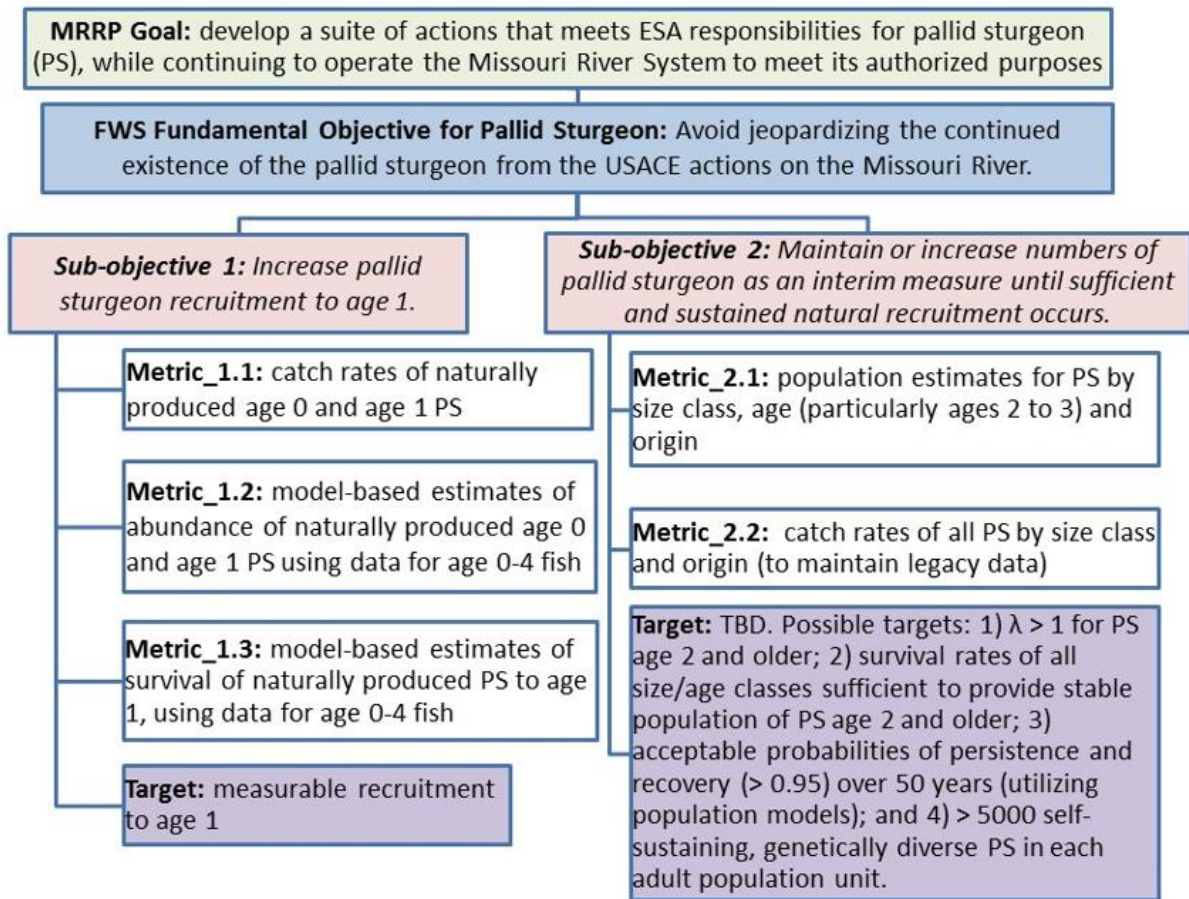 MRRP Goal: develop a suite of actions that meets ESA responsibilities for pallid sturgeon
(PS), while continuing to operate the Missouri River System to meet its authorized purposes
FWS Fundamental Objective for Pallid Sturgeon: Avoid jeopardizing the continued
existence of the pallid sturgeon from the USACE actions on the Missouri River.
Sub-objective 1: Increase pallid
sturgeon recruitment to age 1.
Metric_1.1: catch rates of naturally
produced age 0 and age 1 PS
Metric_1.2: model-based estimates of
abundance of naturally produced age 0
and age 1 PS using data for age 0-4 fish
Metric_1.3: model-based estimates of
survival of naturally produced PS to age
1, using data for age 0-4 fish
Target: measurable recruitment
to age 1
Sub-objective 2: Maintain or increase numbers of
pallid sturgeon as an interim measure until sufficient
and sustained natural recruitment occurs.
Metric_2.1: population estimates for PS by
size class, age (particularly ages 2 to 3) and
origin
Metric_2.2: catch rates of all PS by size class
and origin (to maintain legacy data)
Target: TBD. Possible targets: 1) λ > 1 for PS
age 2 and older; 2) survival rates of all
size/age classes sufficient to provide stable
population of PS age 2 and older; 3)
acceptable probabilities of persistence and
recovery (> 0.95) over 50 years (utilizing
population models); and 4) > 5000 self-
sustaining, genetically diverse PS in each
adult population unit.